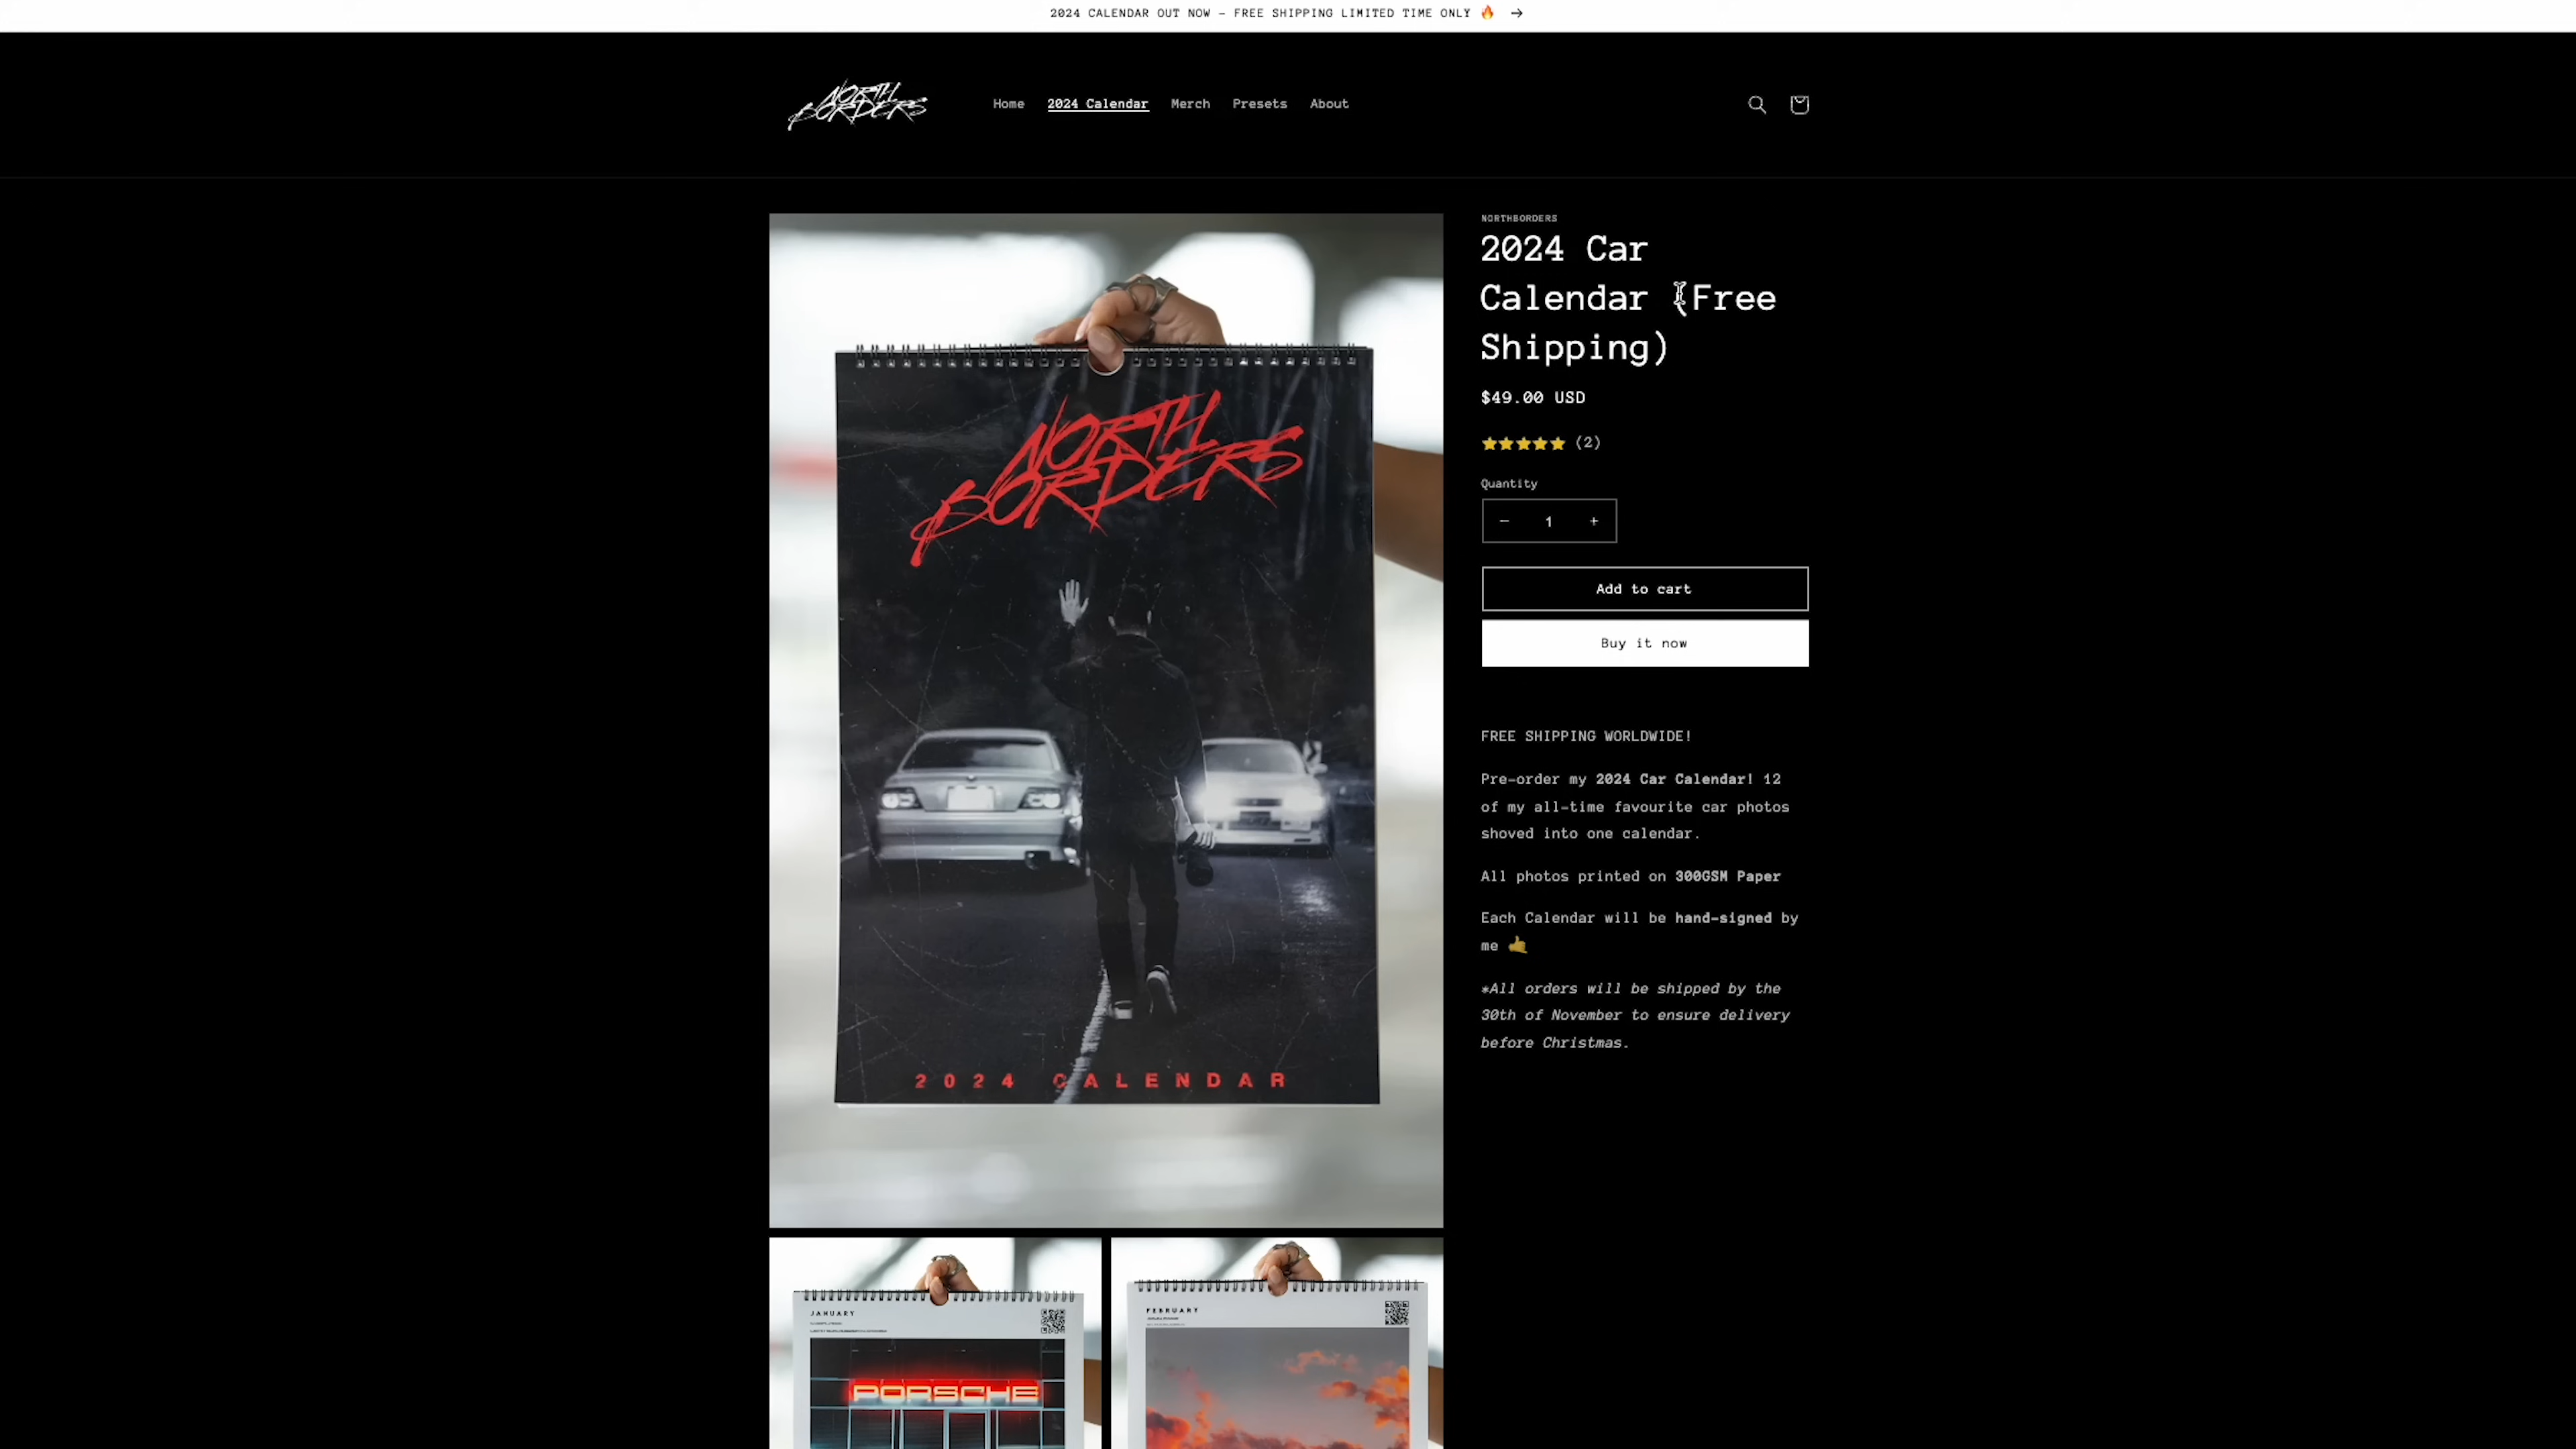 2024 CALENDAR OUT NOW - FREE SHIPPING LIMITED TIME ONLY 🔥 →
NORTH
BORDERS
Home 2024 Calendar Merch Presets About
NORTHBORDERS
2024 Car
Calendar (Free
Shipping)
$49.00 USD
★★★★★ (2)
Quantity
− 1 +
Add to cart
Buy it now
FREE SHIPPING WORLDWIDE!
Pre-order my 2024 Car Calendar! 12
of my all-time favourite car photos
shoved into one calendar.
All photos printed on 300GSM Paper
Each Calendar will be hand-signed by
me 🤙
*All orders will be shipped by the
30th of November to ensure delivery
before Christmas.
NORTH
BORDERS
2024 CALENDAR
JANUARY
PORSCHE
FEBRUARY